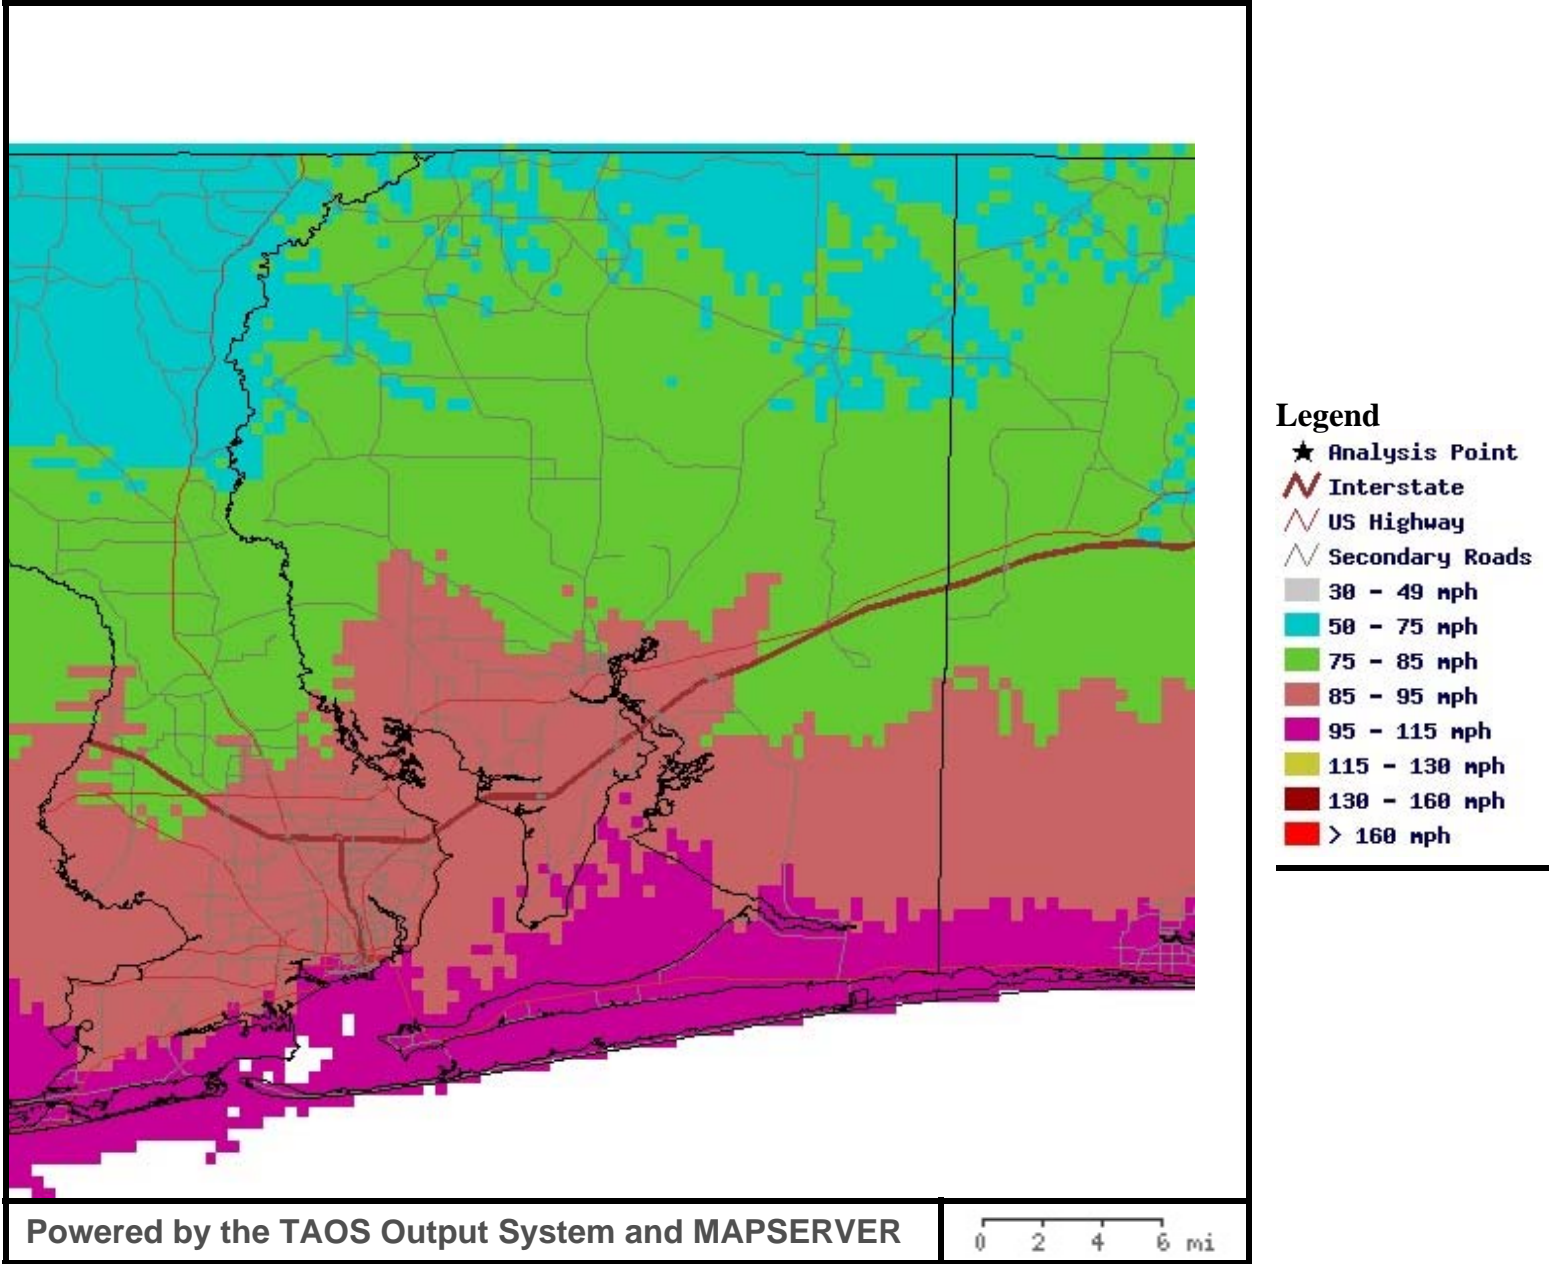 Legend
Analysis Point
Interstate
US Highway
Secondary Roads
30 - 49 mph
50 - 75 mph
75 - 85 mph
85 - 95 mph
95 - 115 mph
115 - 130 mph
130 - 160 mph
> 160 mph
Powered by the TAOS Output System and MAPSERVER
0 2 4 6 mi